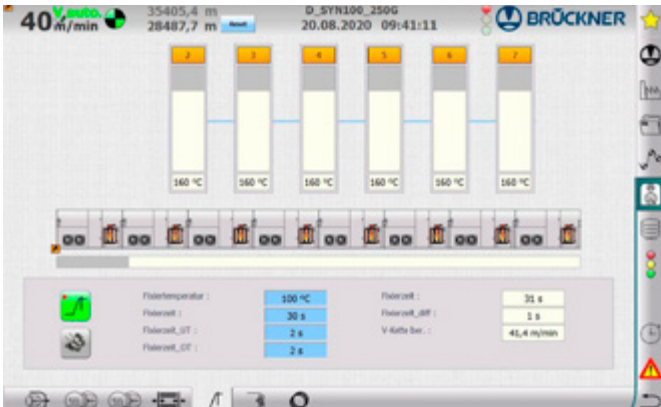 40 V.auto. m/min
35405,4 m
28487,7 m Reset
D_SYN100_250G
20.08.2020 09:41:11
BRÜCKNER
2 3 4 5 6 7
160 °C 160 °C 160 °C 160 °C 160 °C 160 °C
Fixiertemperatur : 100 °C
Fixierzeit : 30 s
Fixierzeit_UT : 2 s
Fixierzeit_OT : 2 s
Fixierzeit : 31 s
Fixierzeit_diff : 1 s
V-Kette ber. : 41,4 m/min